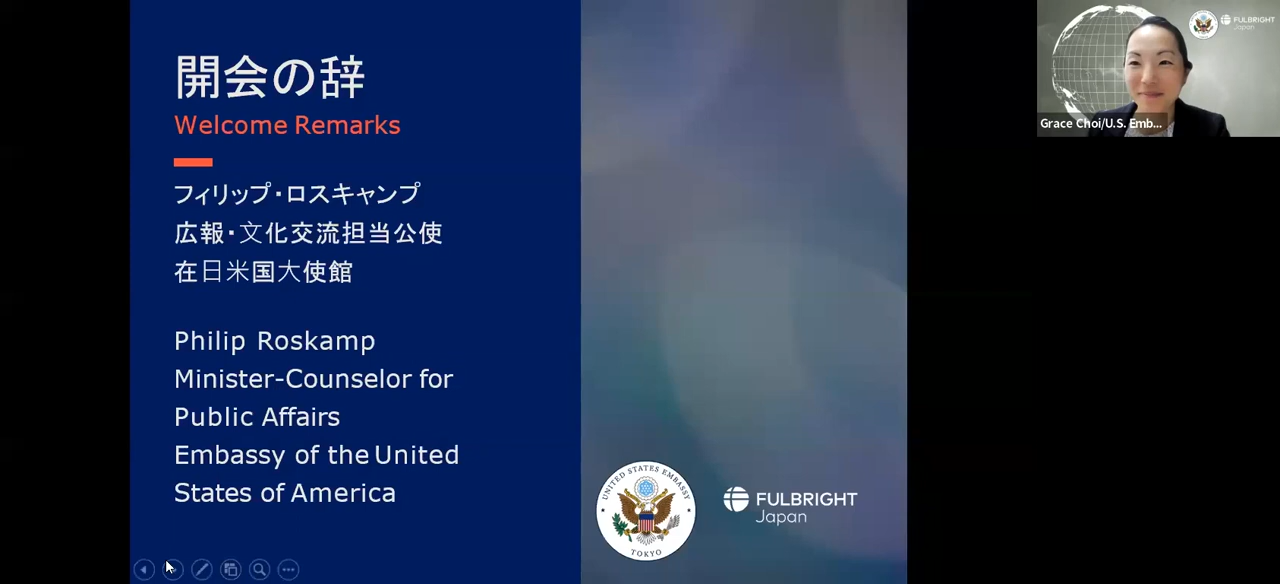 開会の辞
Welcome Remarks
フィリップ・ロスキャンプ
広報・文化交流担当公使
在日米国大使館
Philip Roskamp
Minister-Counselor for
Public Affairs
Embassy of the United
States of America
UNITED STATES EMBASSY
TOKYO
FULBRIGHT
Japan
FULBRIGHT
Japan
Grace Choi/U.S. Emb...